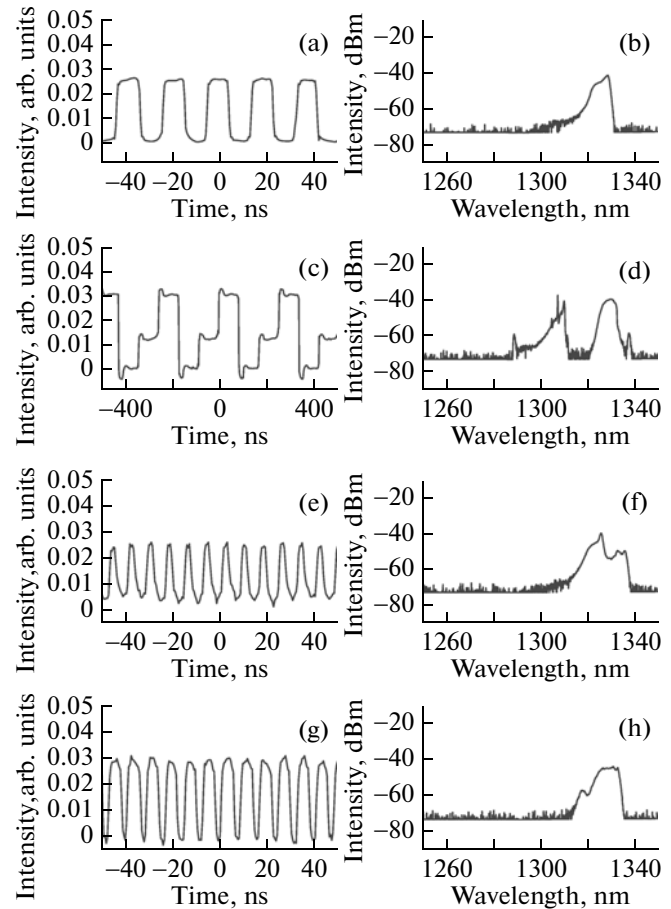 Intensity, arb. units
0.05
0.04
0.03
0.02
0.01
0
(a)
−40 −20 0 20 40
Time, ns
Intensity, dBm
−20
−40
−60
−80
(b)
1260 1300 1340
Wavelength, nm
Intensity, arb. units
0.05
0.04
0.03
0.02
0.01
0
(c)
−400 0 400
Time, ns
Intensity, dBm
−20
−40
−60
−80
(d)
1260 1300 1340
Wavelength, nm
Intensity,arb. units
0.05
0.04
0.03
0.02
0.01
0
(e)
−40 −20 0 20 40
Time, ns
Intensity, dBm
−20
−40
−60
−80
(f)
1260 1300 1340
Wavelength, nm
Intensity,arb. units
0.05
0.04
0.03
0.02
0.01
0
(g)
−40 −20 0 20 40
Time, ns
Intensity, dBm
−20
−40
−60
−80
(h)
1260 1300 1340
Wavelength, nm